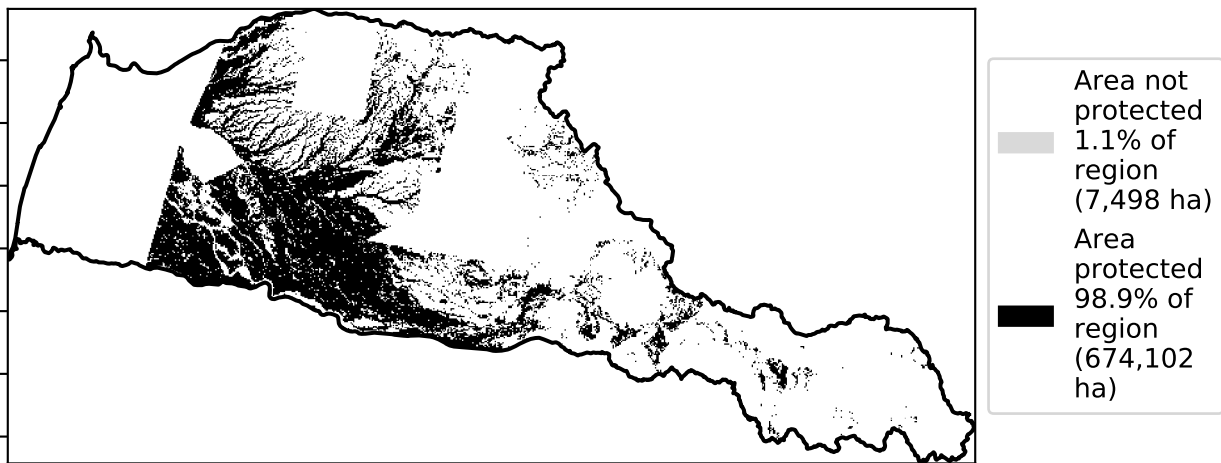 Area not
protected
1.1% of
region
(7,498 ha)
Area
protected
98.9% of
region
(674,102
ha)